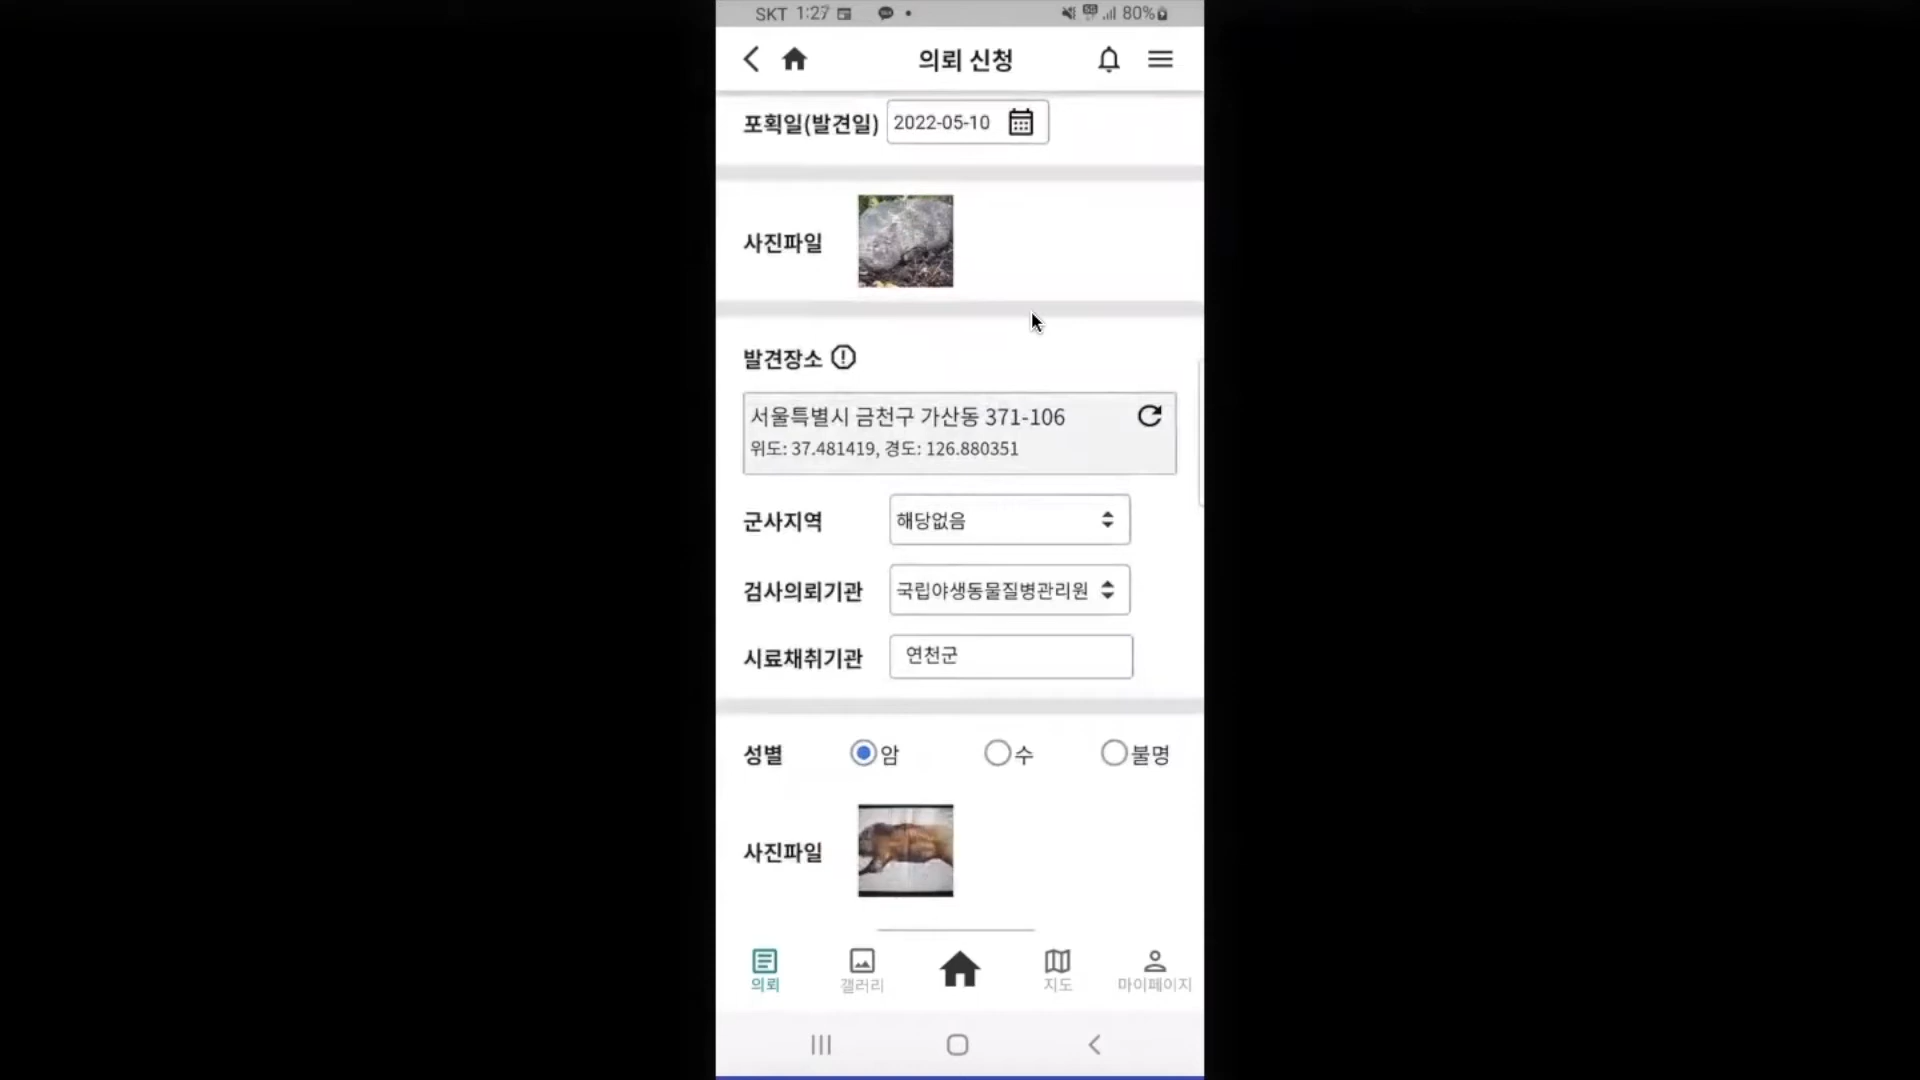 SKT 1:27 80%
의뢰 신청
포획일(발견일) 2022-05-10
사진파일
발견장소
서울특별시 금천구 가산동 371-106
위도: 37.481419, 경도: 126.880351
군사지역 해당없음
검사의뢰기관 국립야생동물질병관리원
시료채취기관 연천군
성별 암 수 불명
사진파일
의뢰 갤러리 지도 마이페이지